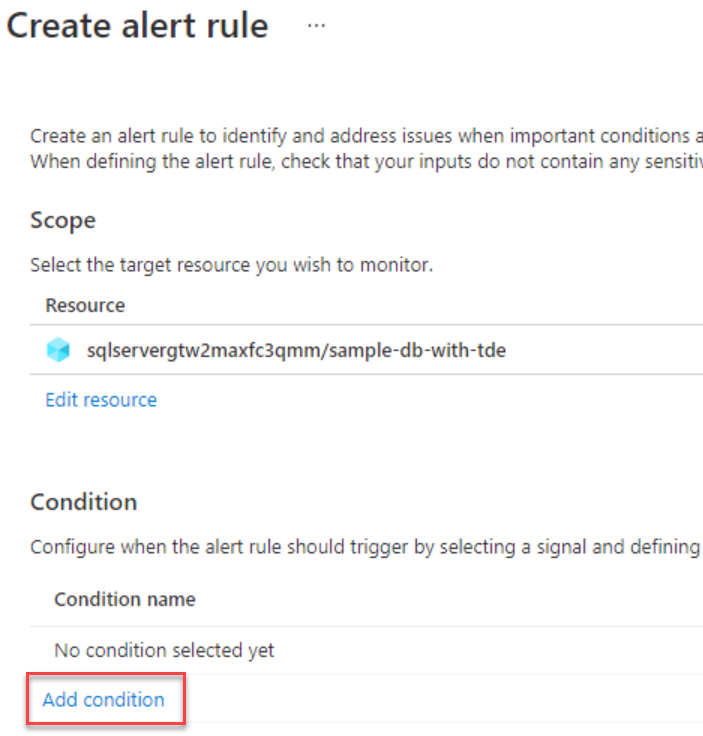 Create alert rule ...
Create an alert rule to identify and address issues when important conditions a
When defining the alert rule, check that your inputs do not contain any sensitiv
Scope
Select the target resource you wish to monitor.
Resource
sqlservergtw2maxfc3qmm/sample-db-with-tde
Edit resource
Condition
Configure when the alert rule should trigger by selecting a signal and defining
Condition name
No condition selected yet
Add condition